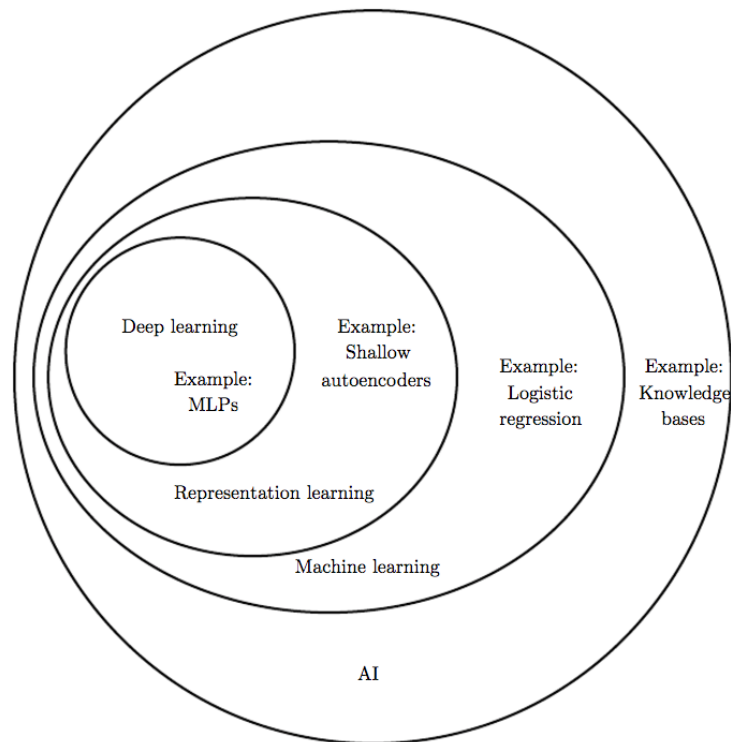 Deep learning
Example:
MLPs
Example:
Shallow
autoencoders
Example:
Logistic
regression
Example:
Knowledge
bases
Representation learning
Machine learning
AI